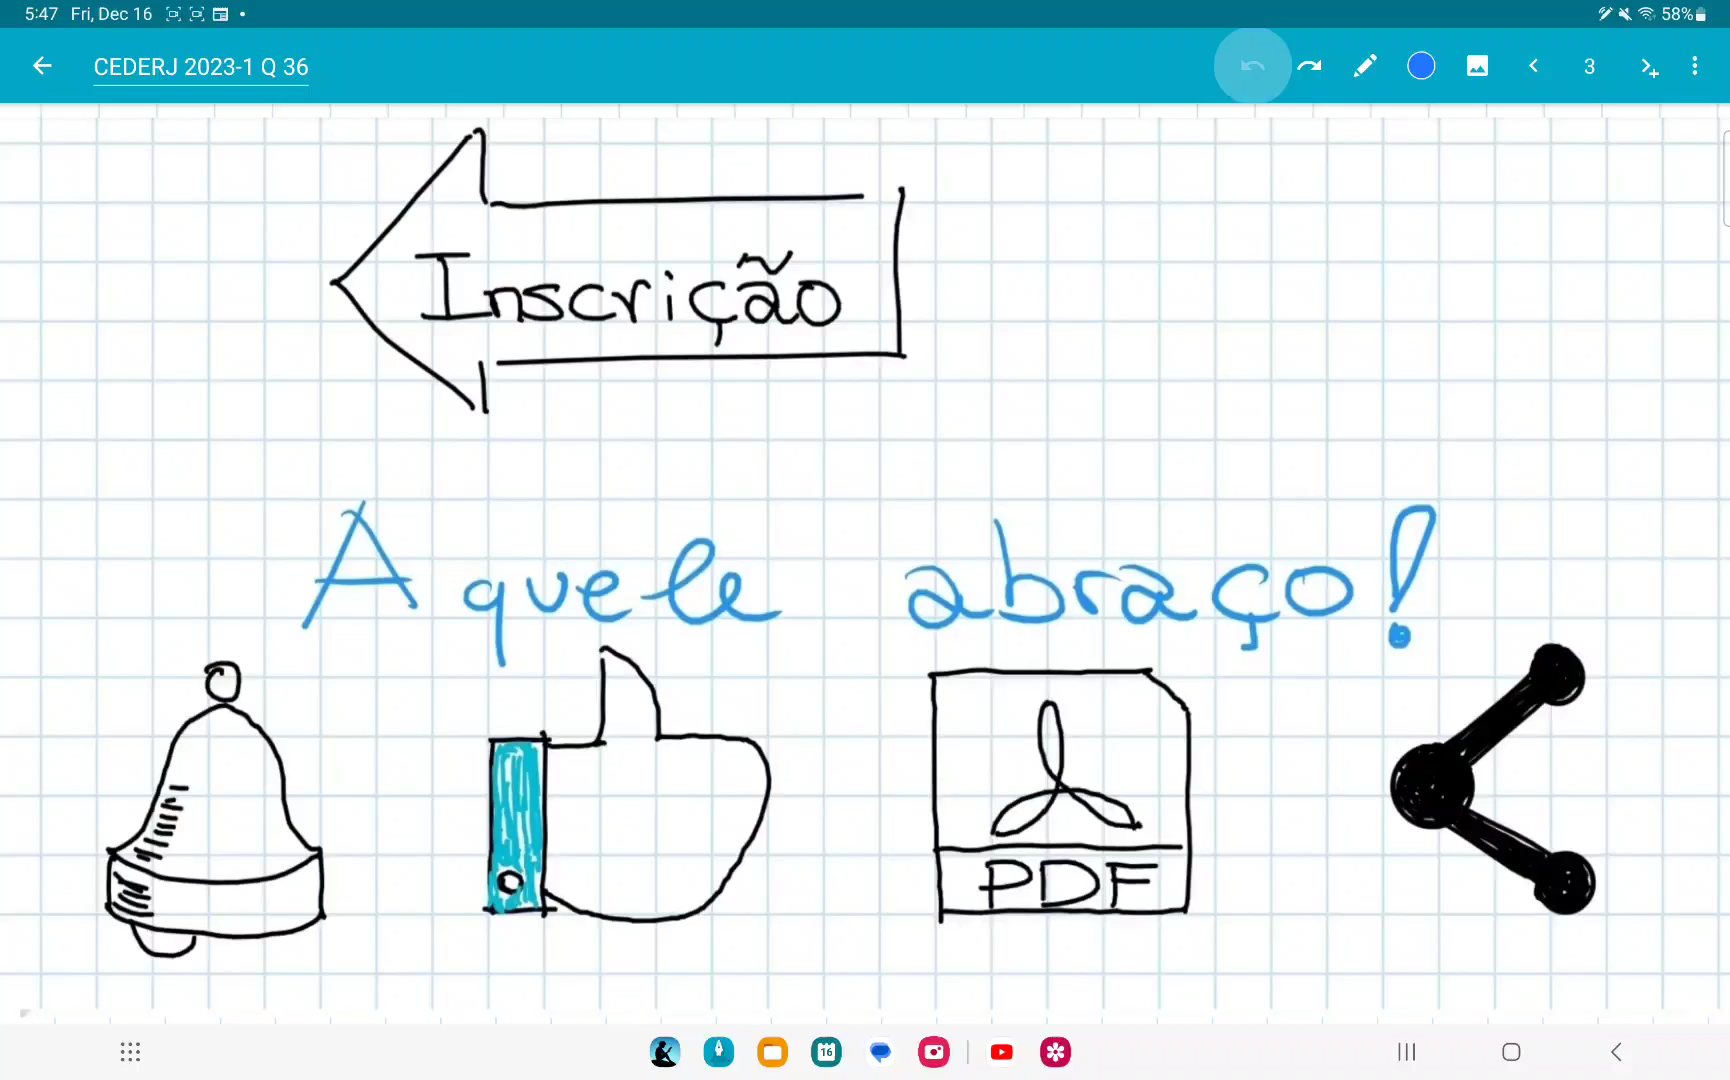 5:47 Fri, Dec 16 58%
CEDERJ 2023-1 Q 36 3
Inscrição
Aquele abraço!
PDF
16